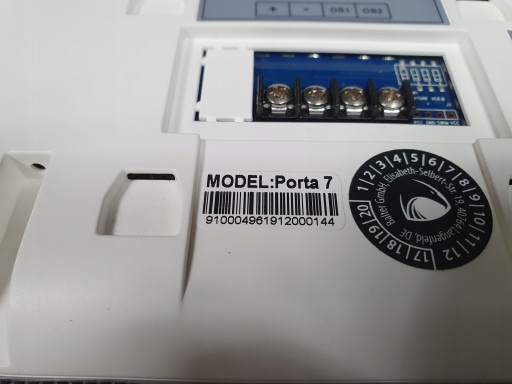 + - OS1 OS2
MODEL:Porta 7
910004961912000144
1|2|3|4|5|6|7|8|9|10|11|12
17|18|19|20
Balter GmbH, Elisabeth-Selbert-Str. 19, 40764 Langenfeld, DE